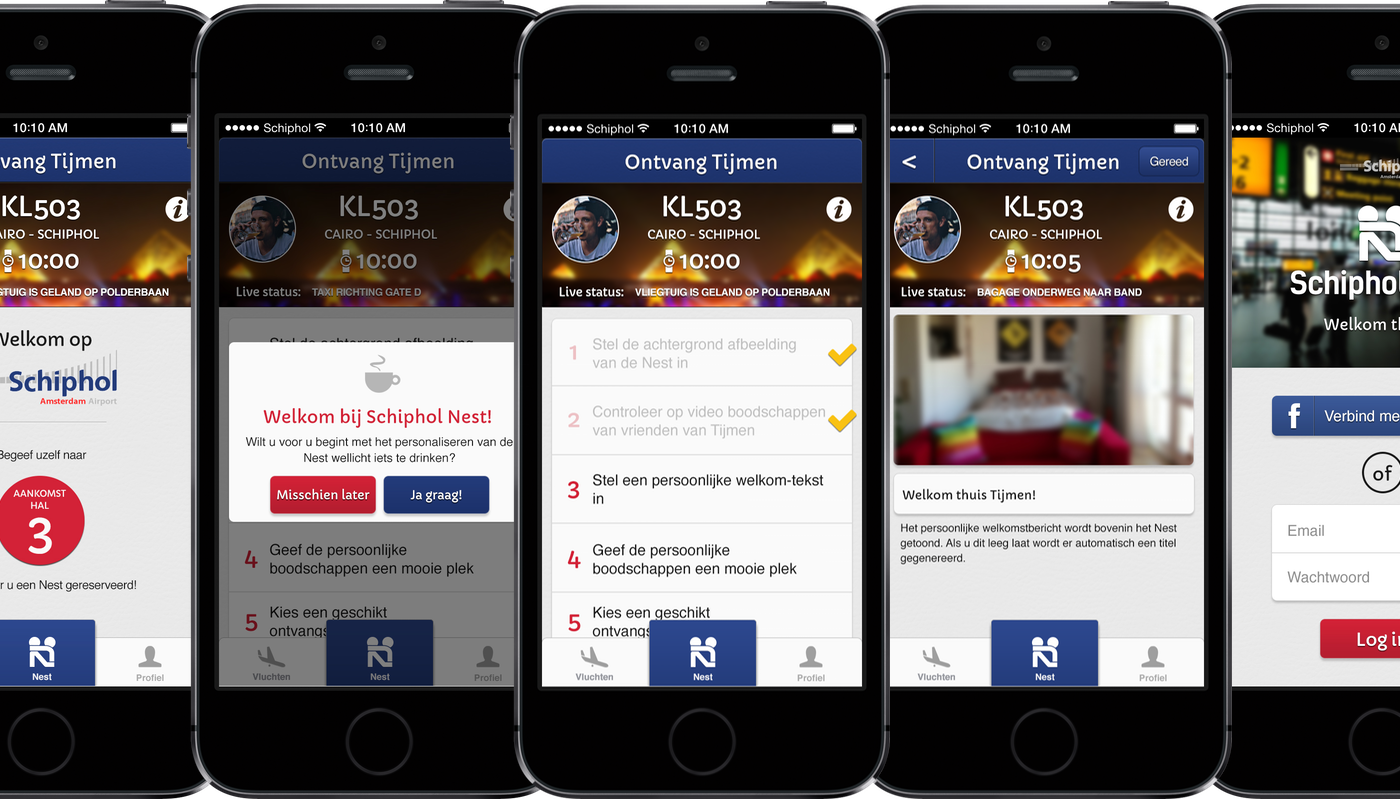 10:10 AM
vang Tijmen
KL503
AIRO - SCHIPHOL
10:00
GTUIG IS GELAND OP POLDERBAAN
Welkom op
Schiphol
Amsterdam Airport
Begeef uzelf naar
AANKOMST
HAL
3
r u een Nest gereserveerd!
Nest
Profiel
Schiphol 10:10 AM
Ontvang Tijmen
KL503
CAIRO - SCHIPHOL
10:00
Live status: TAXI RICHTING GATE D
Stel de achtergrond afbeelding
Welkom bij Schiphol Nest!
Wilt u voor u begint met het personaliseren van de
Nest wellicht iets te drinken?
Misschien later Ja graag!
4 Geef de persoonlijke
boodschappen een mooie plek
5 Kies een geschikt
ontvangs
Vluchten Nest Profiel
Schiphol 10:10 AM
Ontvang Tijmen
KL503
CAIRO - SCHIPHOL
10:00
Live status: VLIEGTUIG IS GELAND OP POLDERBAAN
1 Stel de achtergrond afbeelding
van de Nest in
2 Controleer op video boodschappen
van vrienden van Tijmen
3 Stel een persoonlijke welkom-tekst
in
4 Geef de persoonlijke
boodschappen een mooie plek
5 Kies een geschikt
ontvangs
Vluchten Nest Profiel
Schiphol 10:10 AM
< Ontvang Tijmen Gereed
KL503
CAIRO - SCHIPHOL
10:05
Live status: BAGAGE ONDERWEG NAAR BAND
Welkom thuis Tijmen!
Het persoonlijke welkomstbericht wordt bovenin het Nest
getoond. Als u dit leeg laat wordt er automatisch een titel
gegenereerd.
Vluchten Nest Profiel
Schiphol 10:10 A
Schip
Schipho
Welkom th
f Verbind me
of
Email
Wachtwoord
Log i